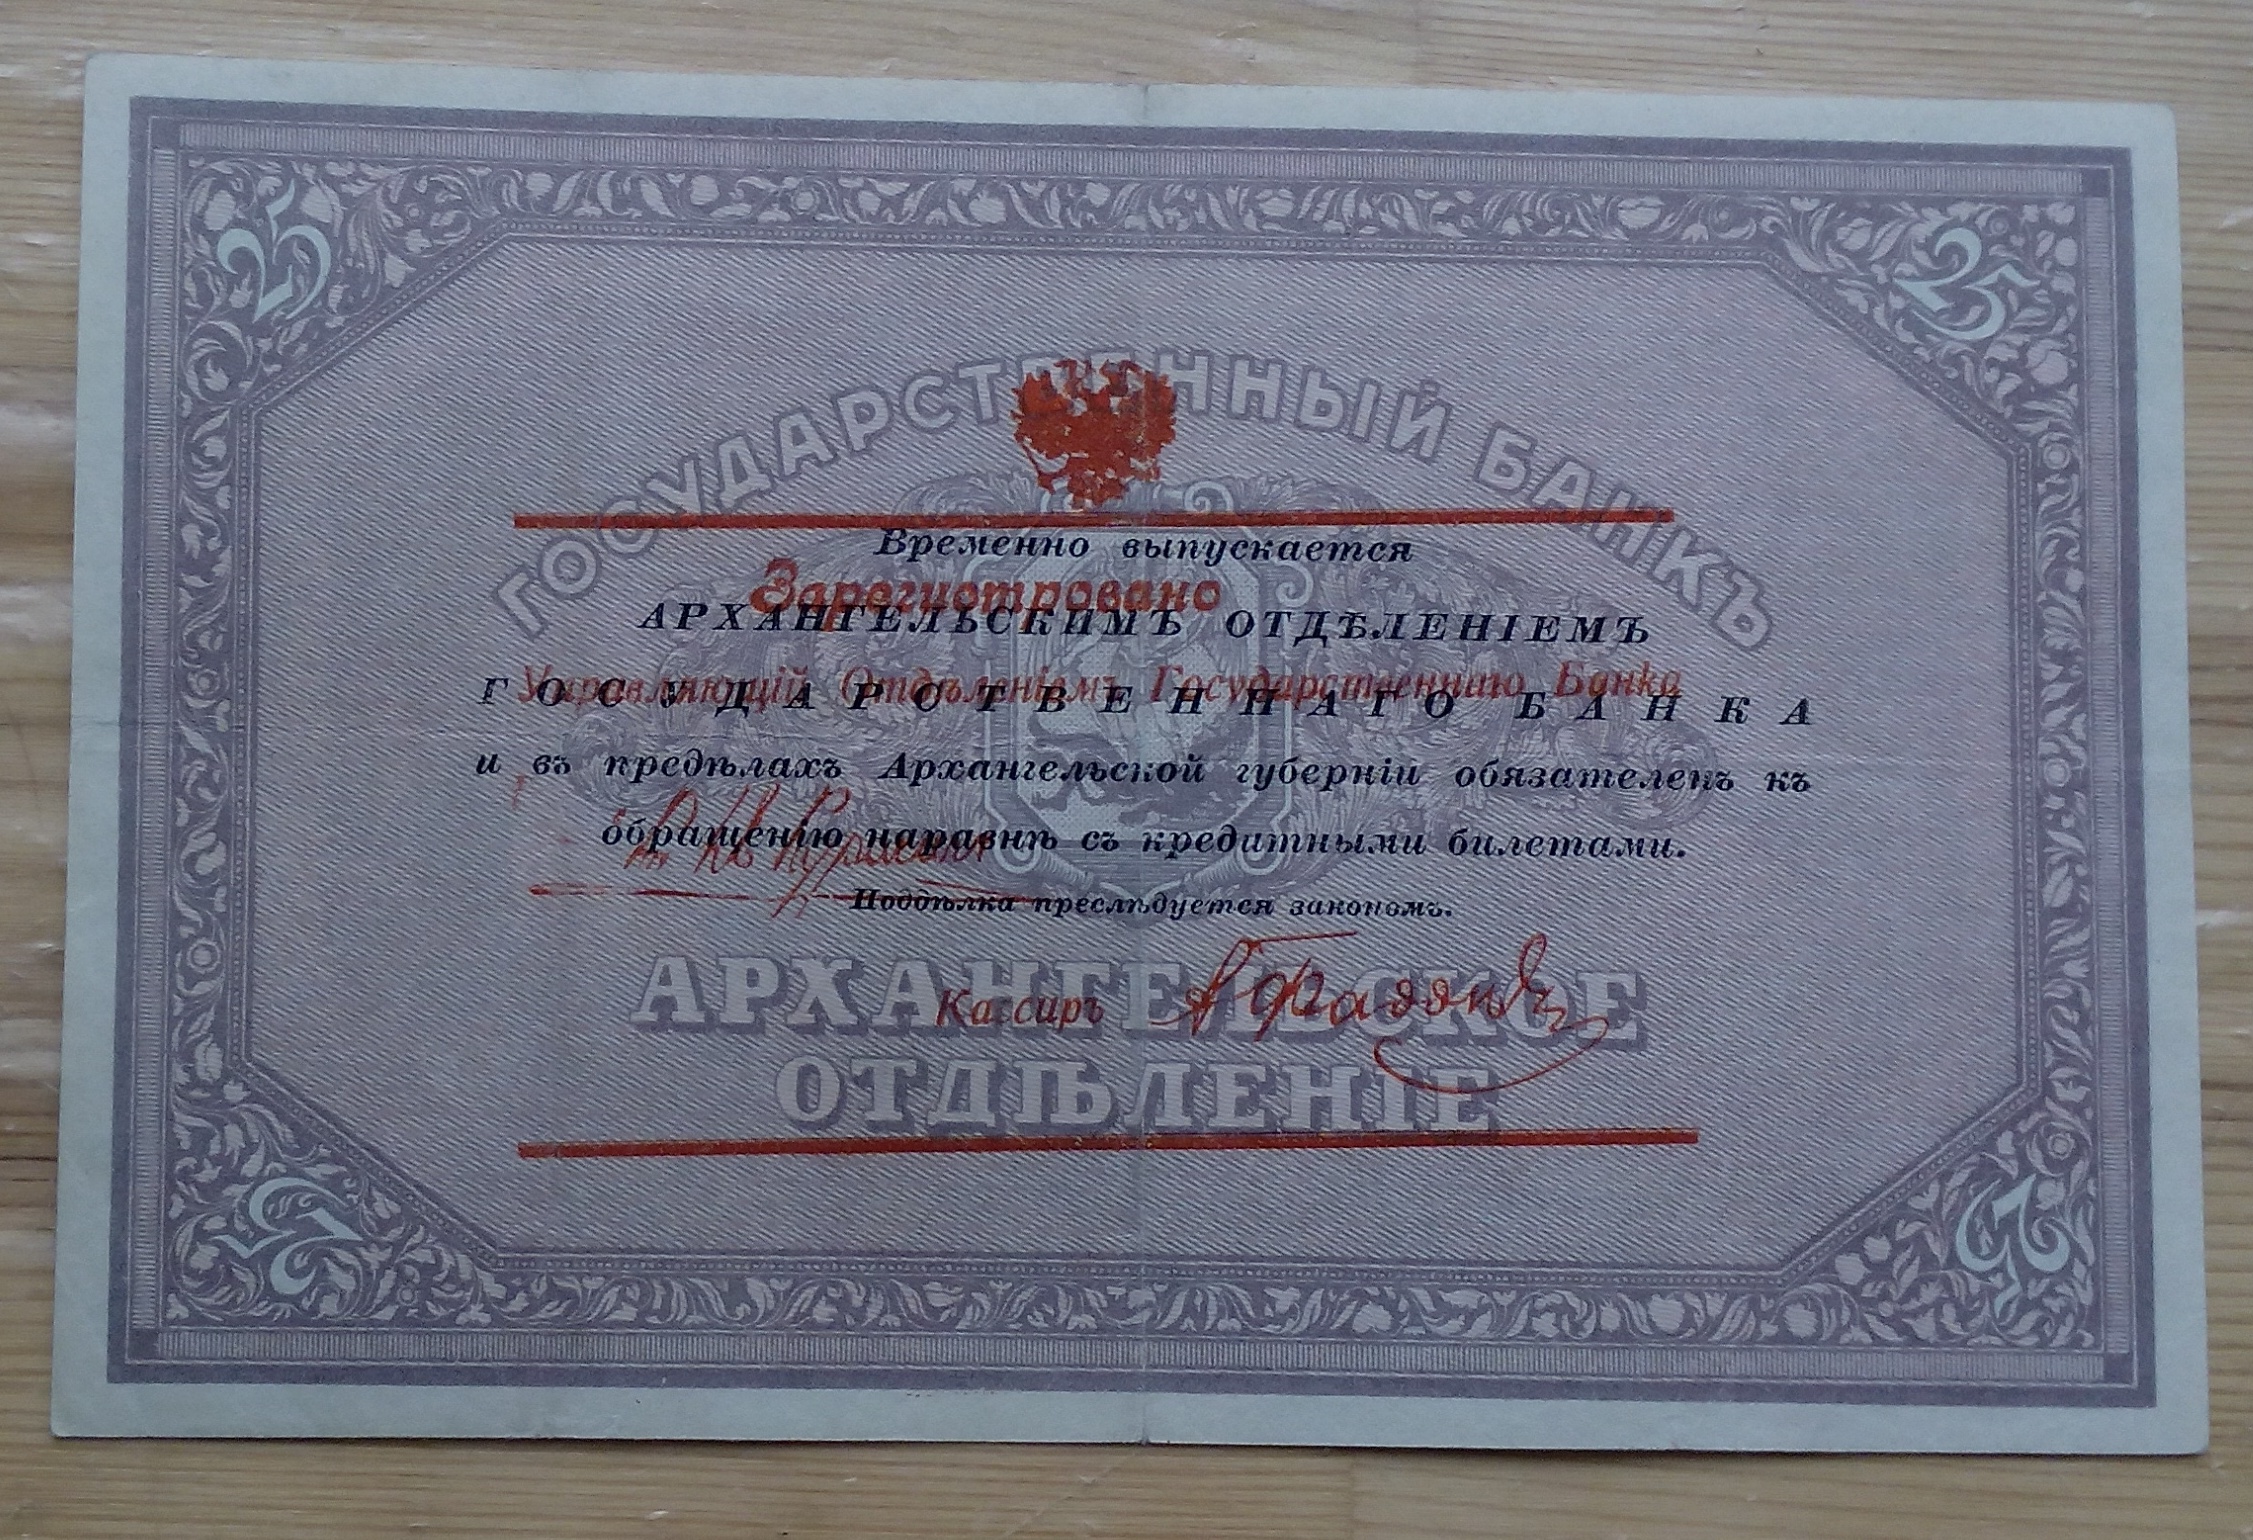 25 25
ГОСУДАРСТВЕННЫЙ БАНКЪ
Временно выпускается
Зарегистровано
АРХАНГЕЛЬСКИМЪ ОТДѢЛЕНІЕМЪ
Управляющій Отдѣленіемъ Государственнаго Банка
ГОСУДАРСТВЕННАГО БАНКА
и въ предѣлахъ Архангельской губерніи обязателенъ къ
обращенію наравнѣ съ кредитными билетами.
Поддѣлка преслѣдуется закономъ.
АРХАНГЕЛЬСКОЕ
Кассиръ
ОТДѢЛЕНІЕ
25 25